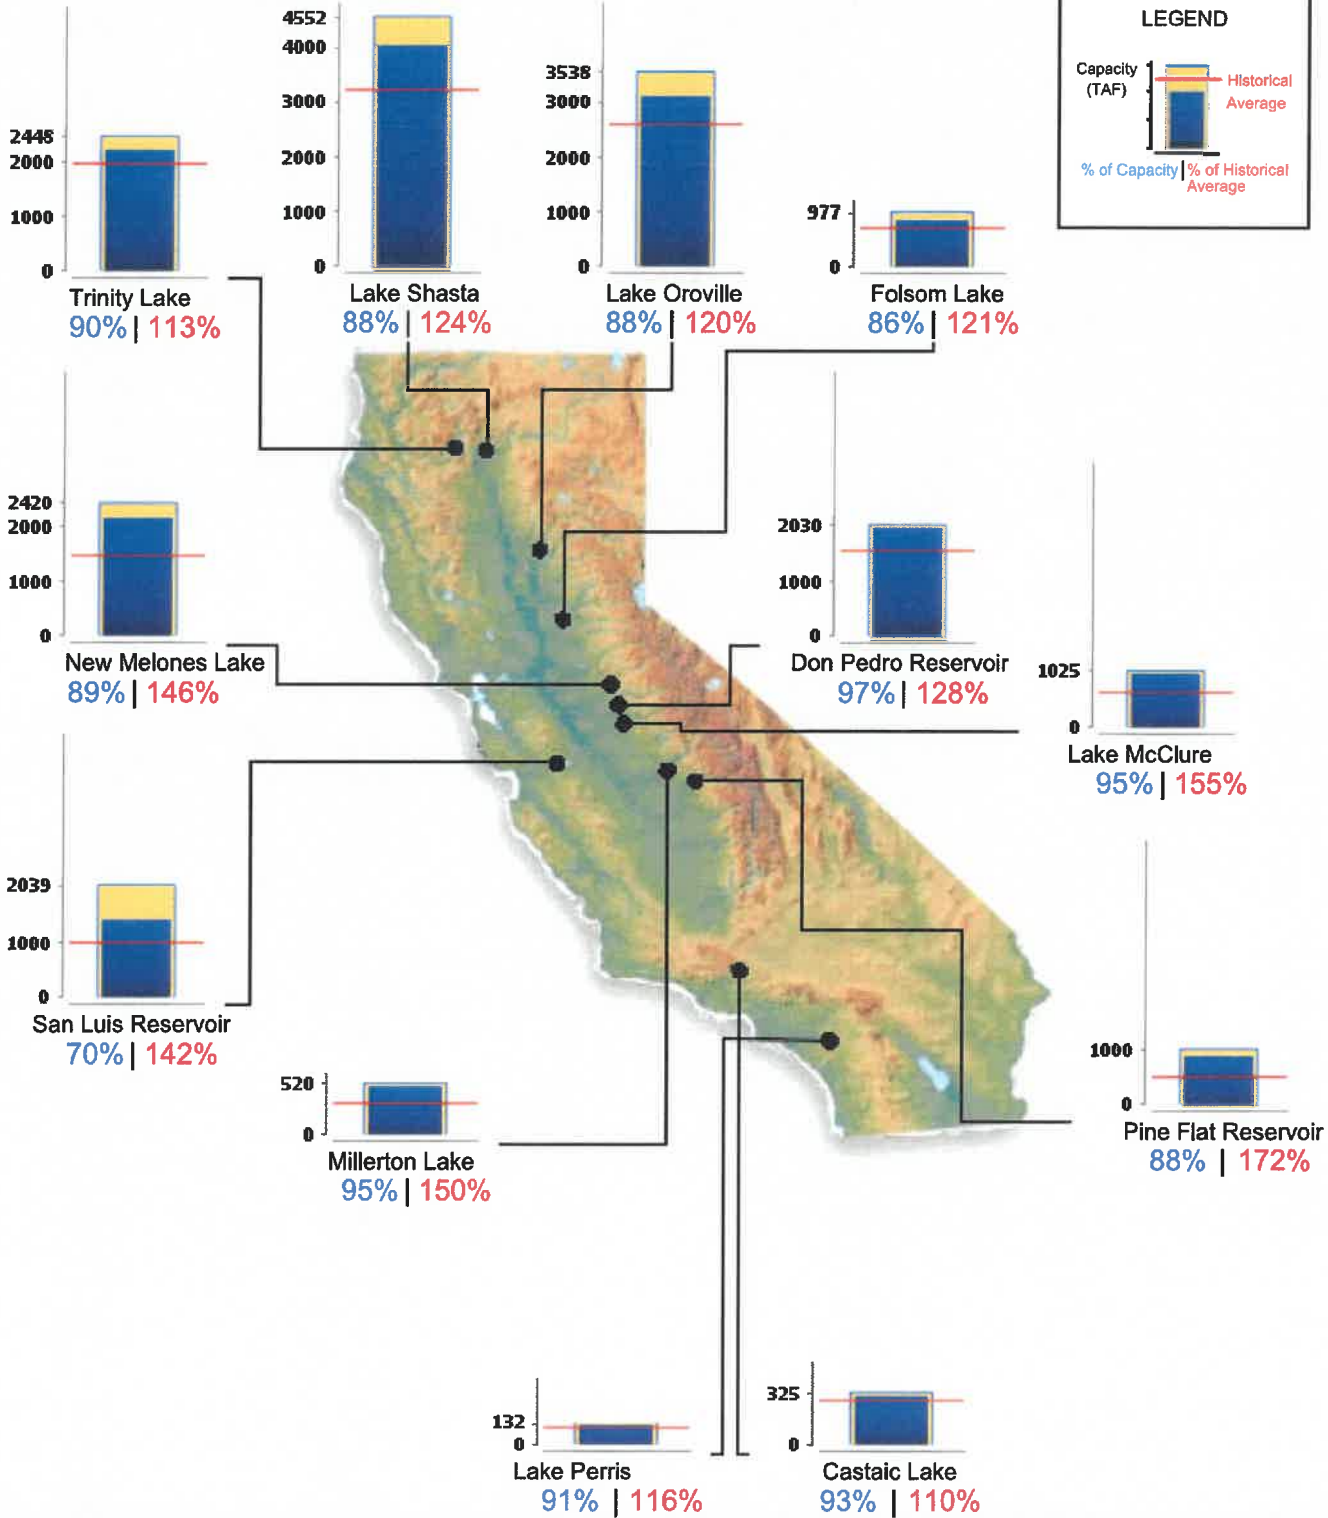 LEGEND
Capacity
(TAF)
Historical
Average
% of Capacity | % of Historical
Average
4552
4000
3000
2000
1000
0
Lake Shasta
88% | 124%
3538
3000
2000
1000
0
Lake Oroville
88% | 120%
2448
2000
1000
0
Trinity Lake
90% | 113%
977
0
Folsom Lake
86% | 121%
2420
2000
1000
0
New Melones Lake
89% | 146%
2030
1000
0
Don Pedro Reservoir
97% | 128%
1025
0
Lake McClure
95% | 155%
2039
1000
0
San Luis Reservoir
70% | 142%
520
0
Millerton Lake
95% | 150%
1000
0
Pine Flat Reservoir
88% | 172%
132
0
Lake Perris
91% | 116%
325
0
Castaic Lake
93% | 110%